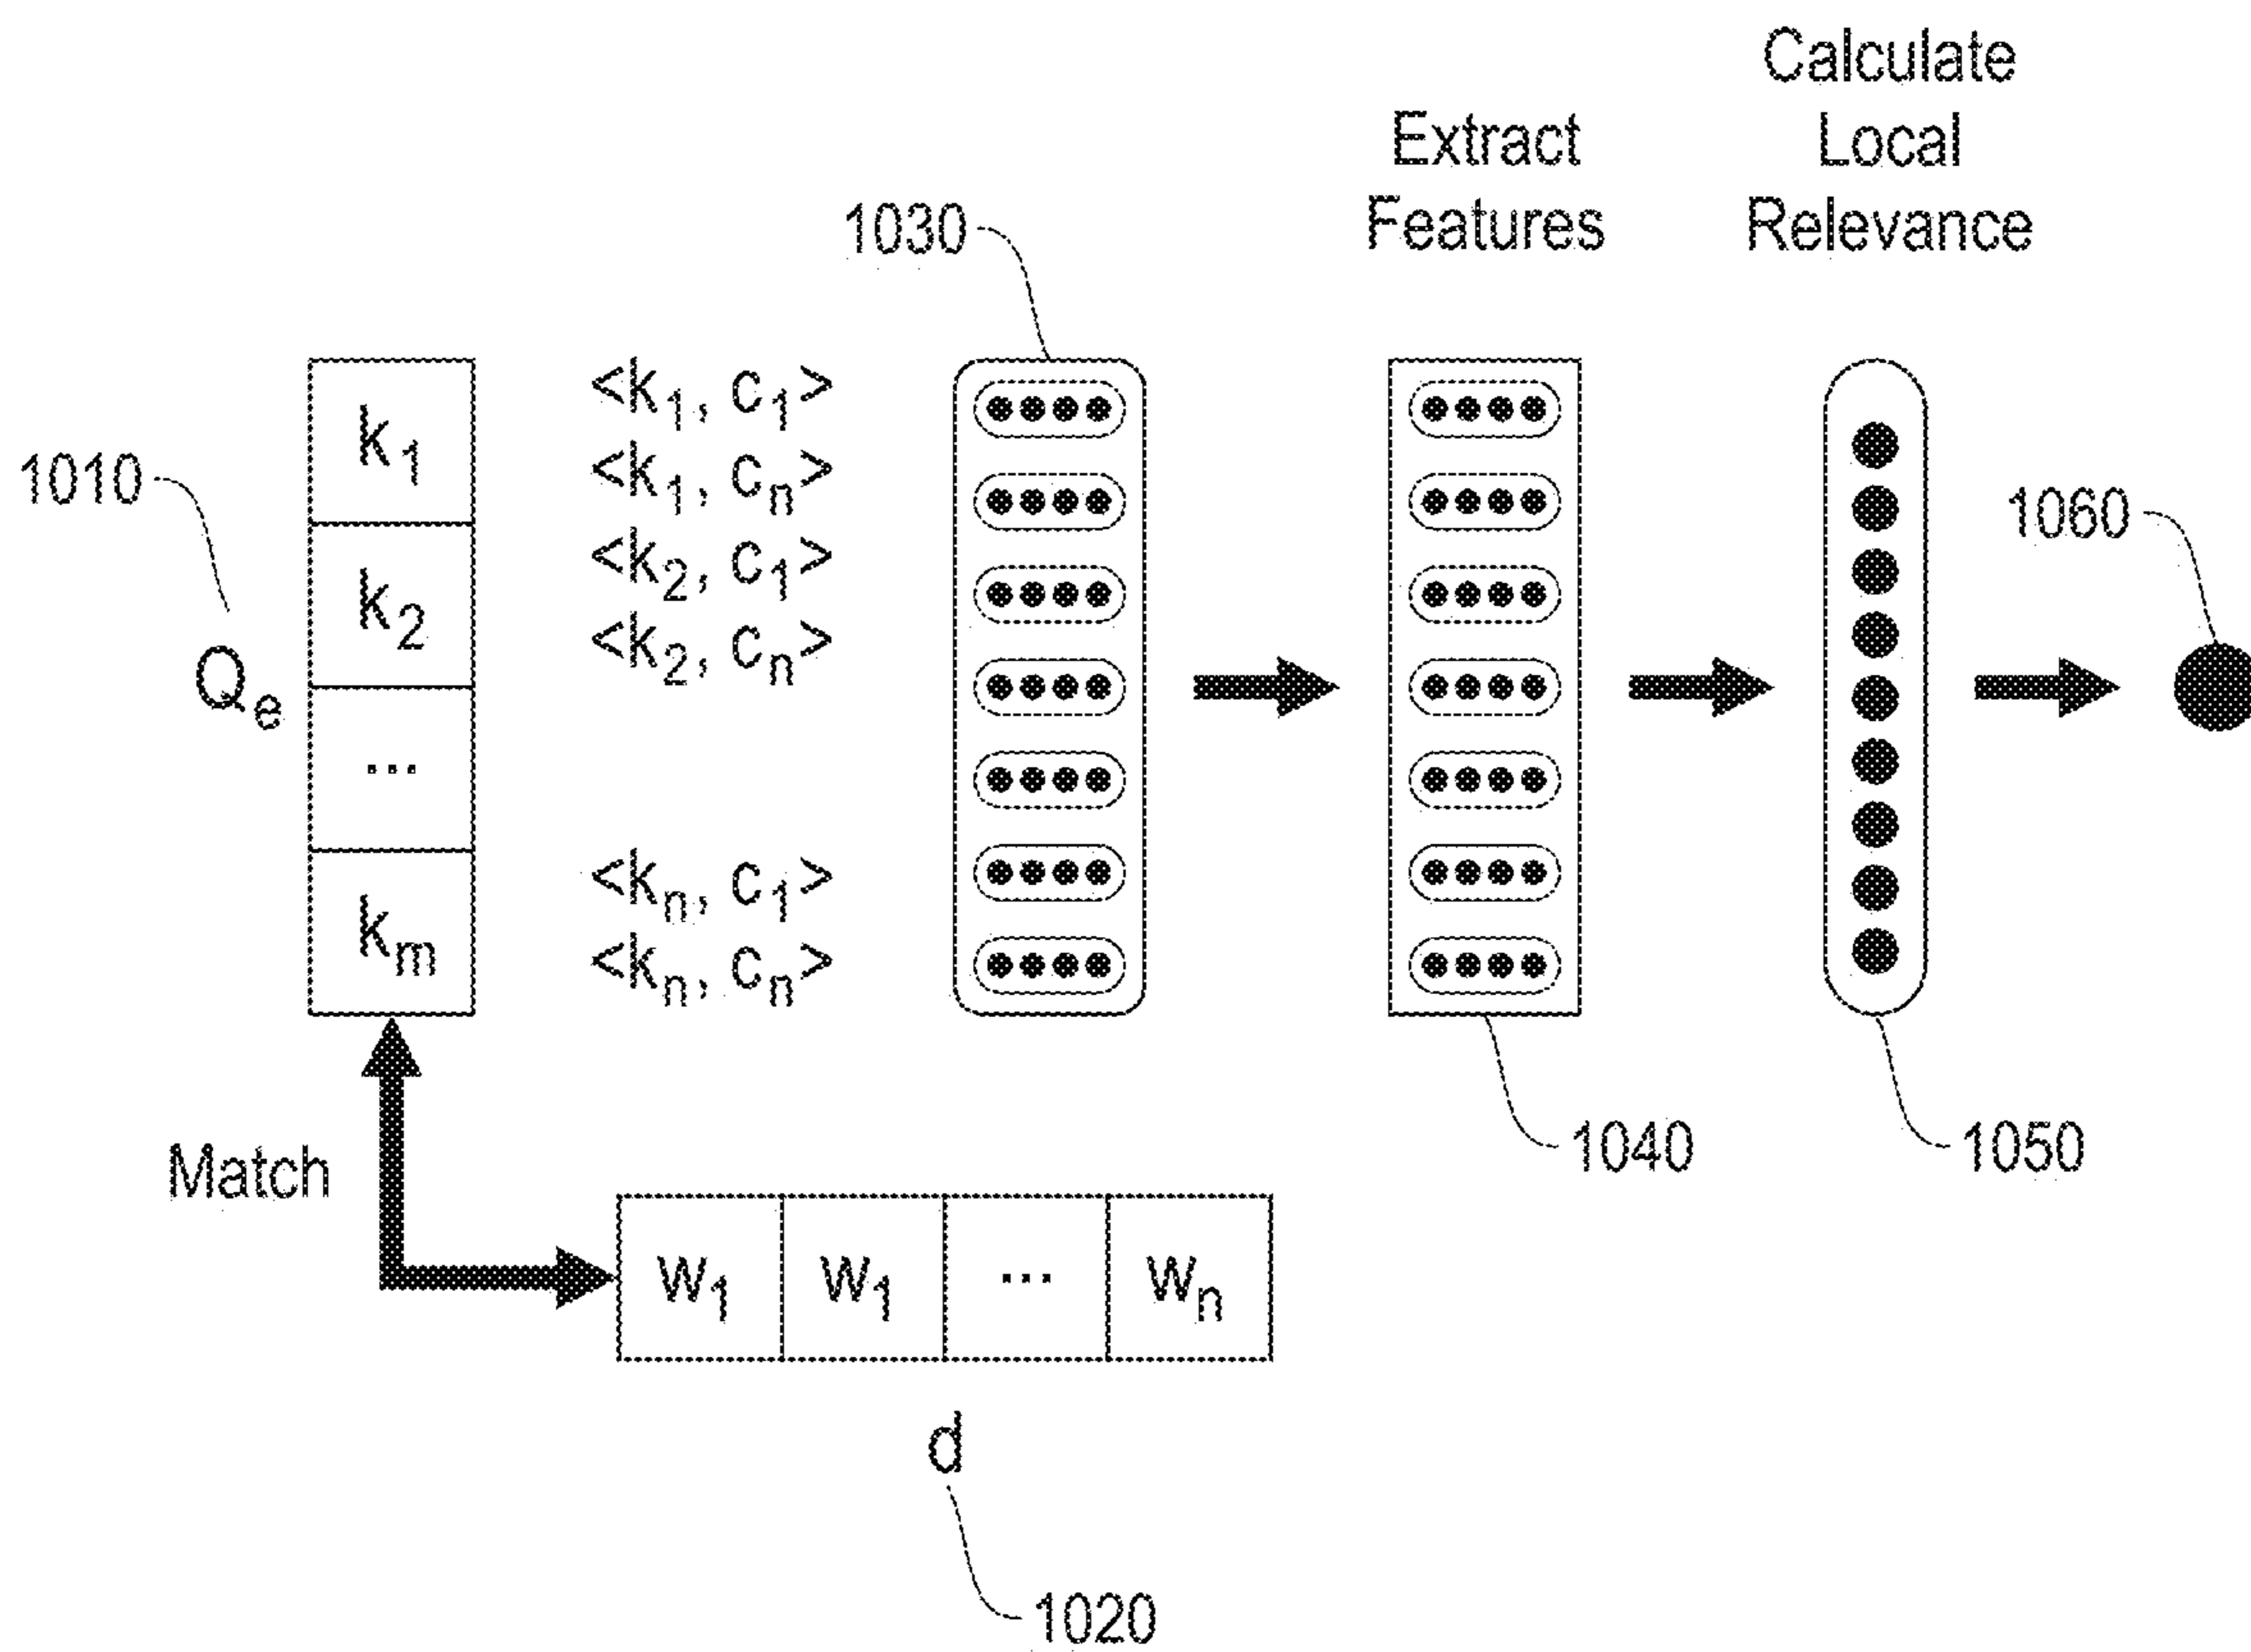 Calculate
Local
Relevance
Extract
Features
1030
1010
Qe
k1
k2
...
km
<k1, c1>
<k1, cn>
<k2, c1>
<k2, cn>
<kn, c1>
<kn, cn>
1060
1040
1050
Match
w1 w1 ... wn
d
1020